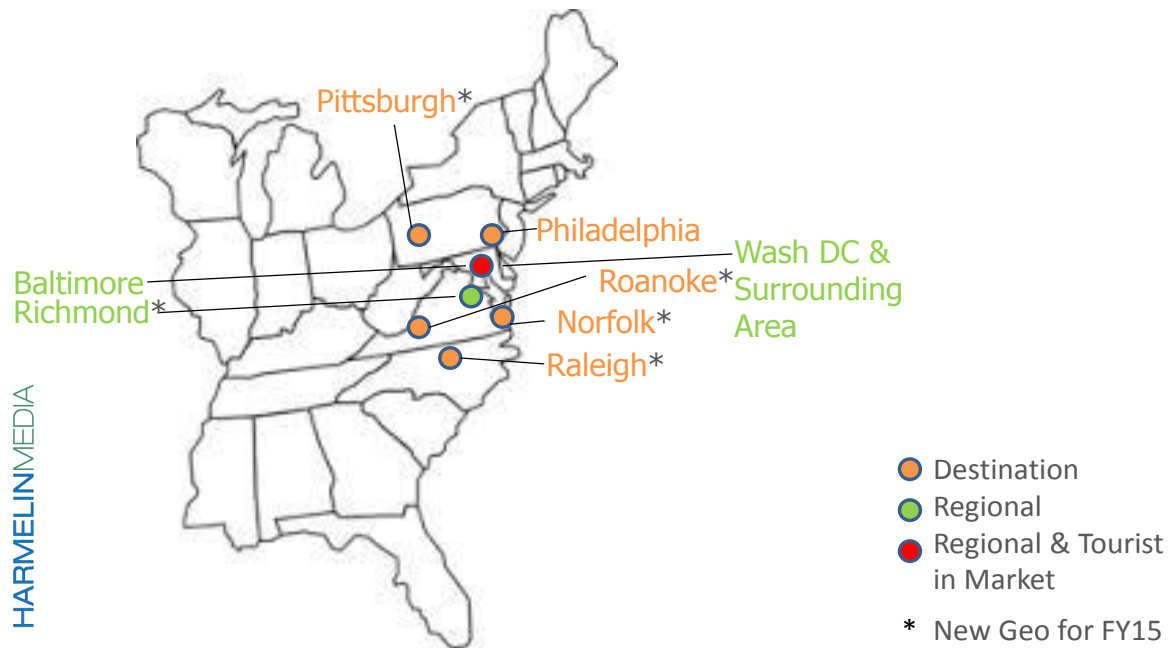 Pittsburgh*
Philadelphia
Wash DC &
Surrounding
Area
Baltimore
Richmond*
Roanoke*
Norfolk*
Raleigh*
HARMELINMEDIA
Destination
Regional
Regional & Tourist
in Market
* New Geo for FY15